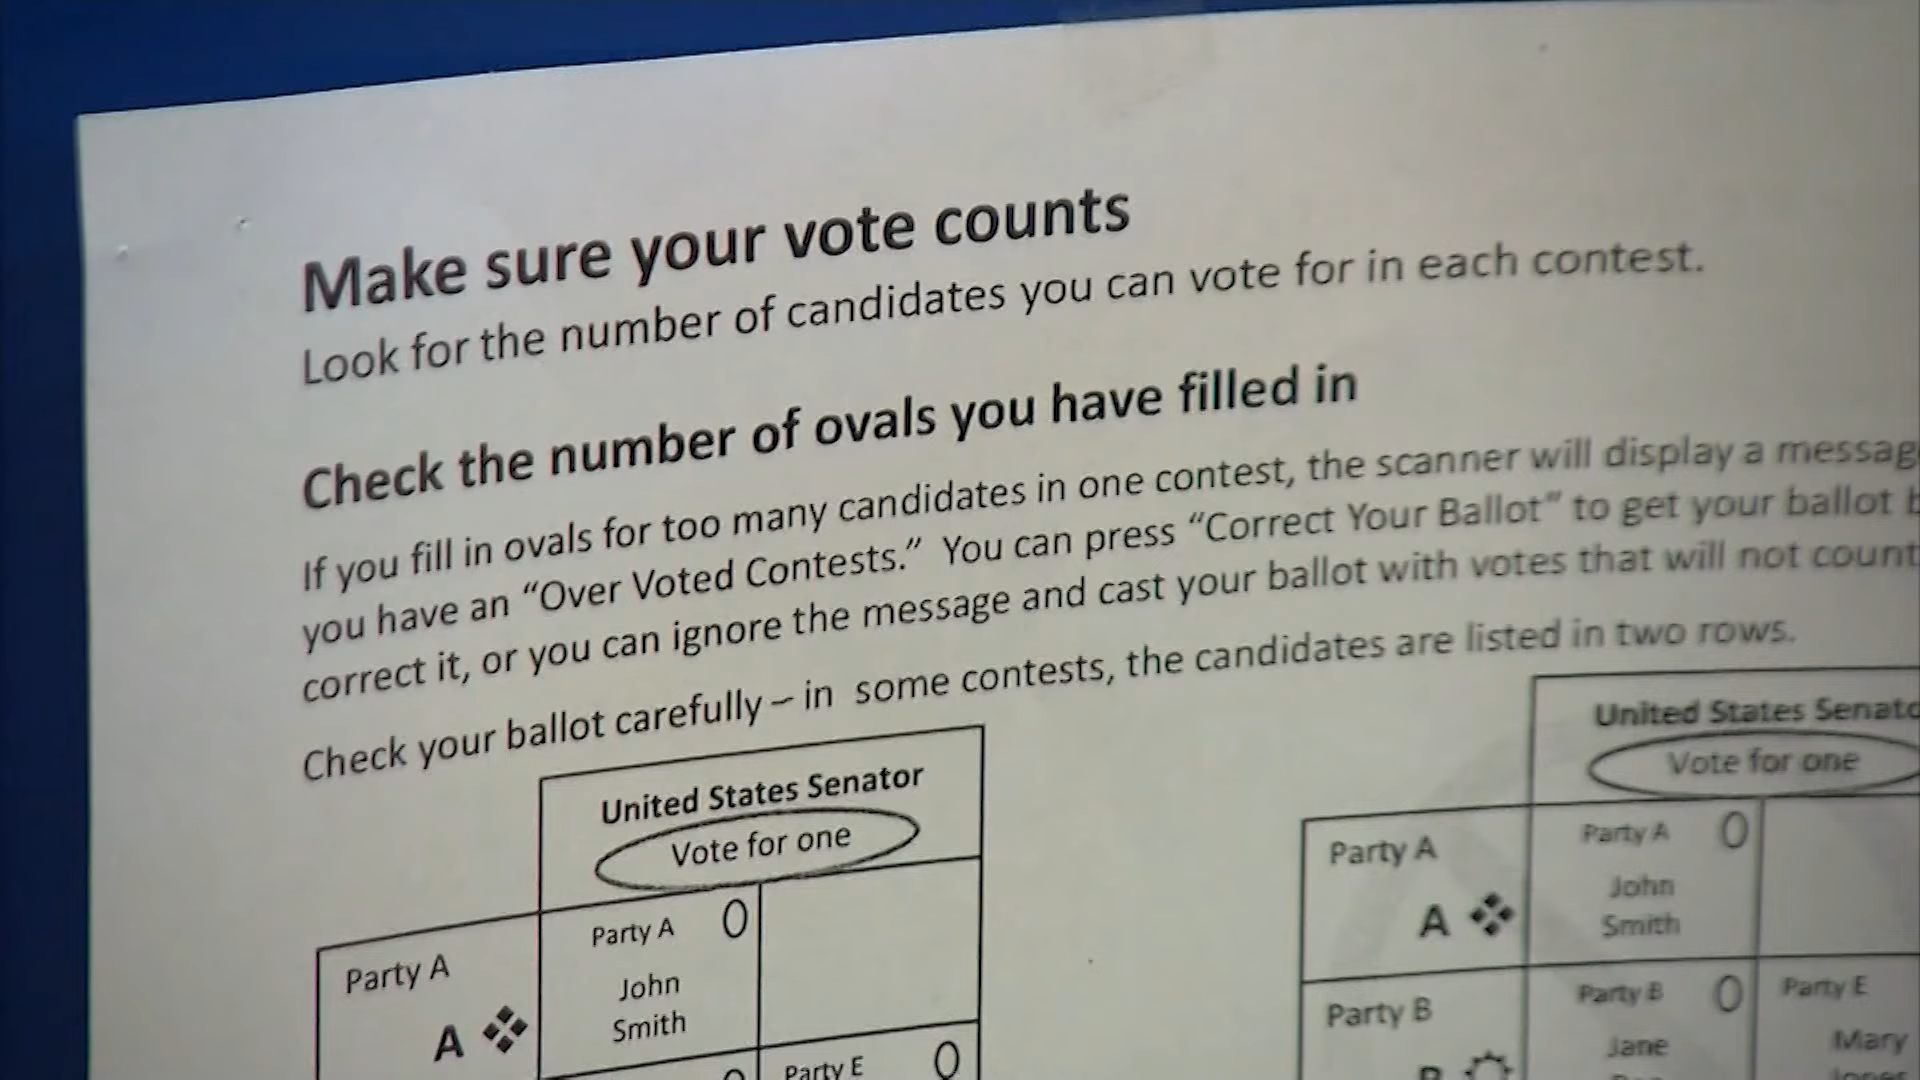 Make sure your vote counts
Look for the number of candidates you can vote for in each contest.
Check the number of ovals you have filled in
If you fill in ovals for too many candidates in one contest, the scanner will display a
you have an “Over Voted Contests.” You can press “Correct Your Ballot” to get your ballot
correct it, or you can ignore the message and cast your ballot with votes that will not count
Check your ballot carefully – in some contests, the candidates are listed in two rows.
United States Senator
Vote for one
Party A
A
Party A
John
Smith
Party E
United States
Vote for one
Party A
A
Party A
John
Smith
Party B
Party B
Jane
Party E
Mary